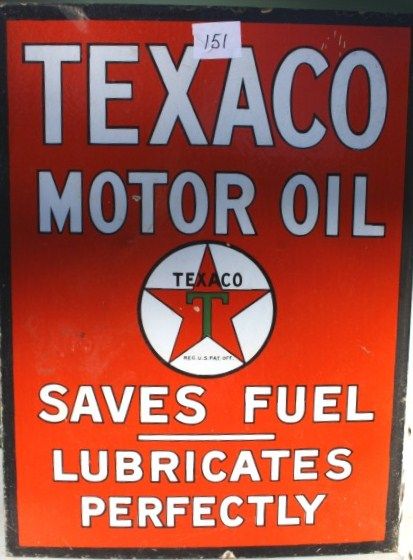 151
TEXACO
MOTOR OIL
TEXACO
T
REG. U.S. PAT. OFF.
SAVES FUEL
LUBRICATES
PERFECTLY